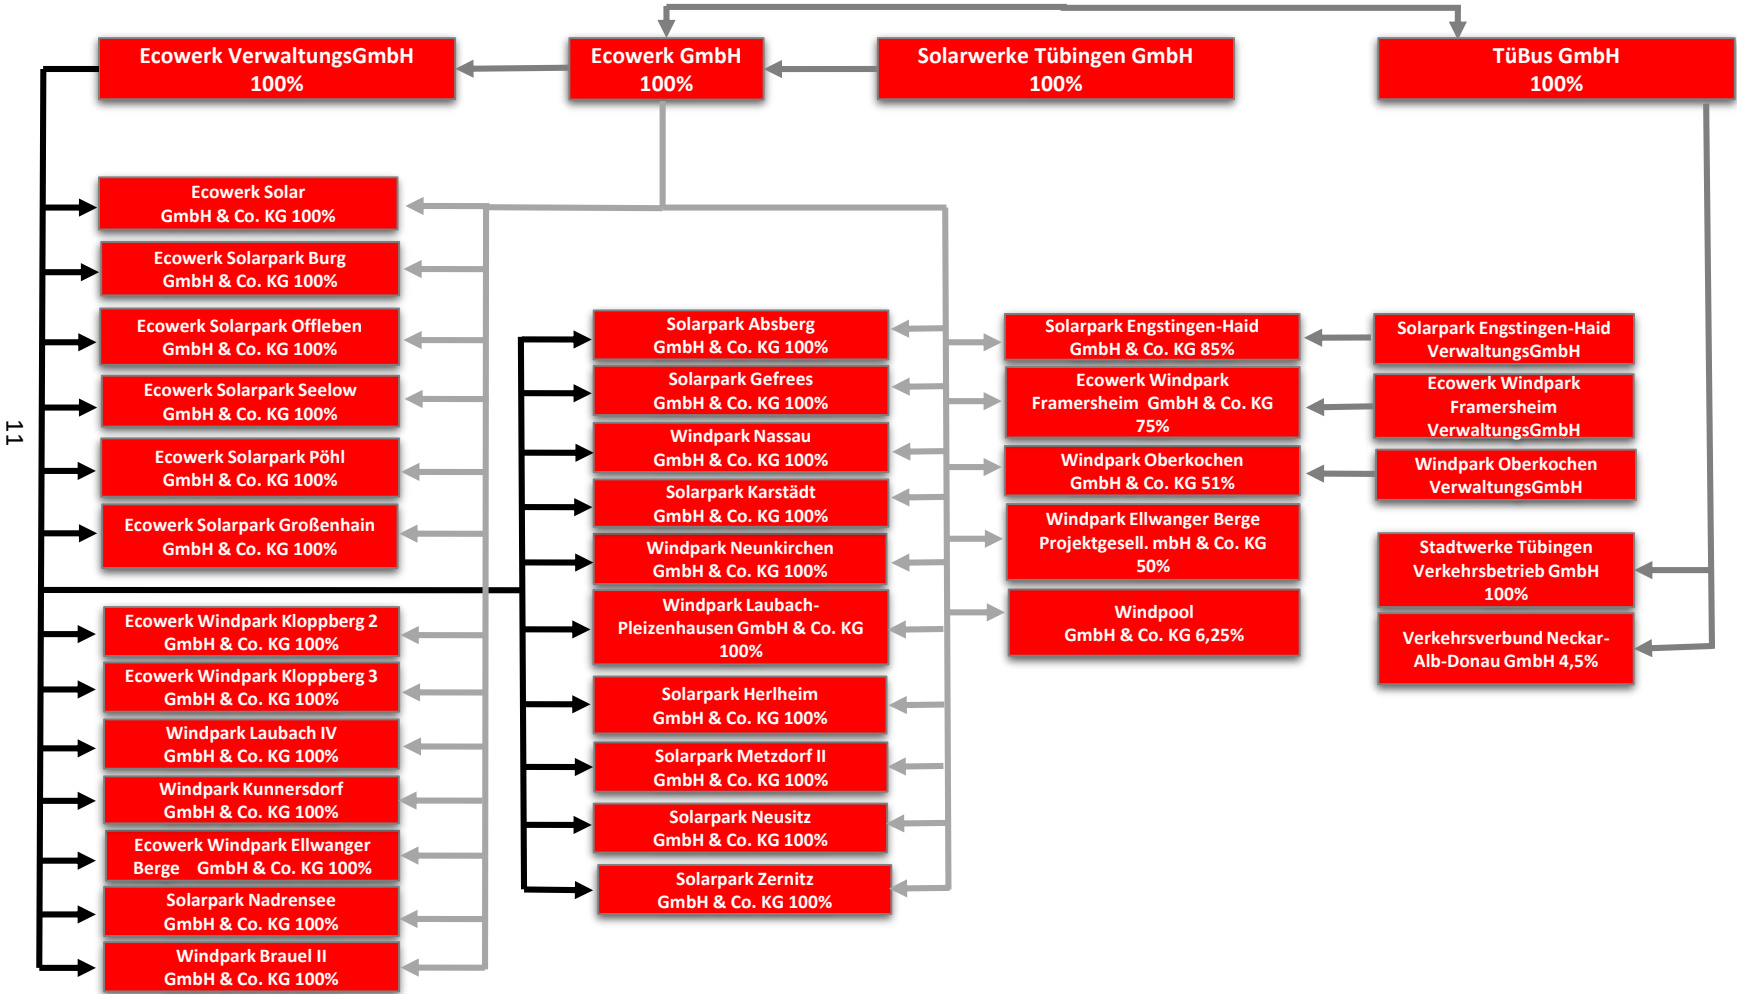 Ecowerk VerwaltungsGmbH
100%
Ecowerk GmbH
100%
Solarwerke Tübingen GmbH
100%
TüBus GmbH
100%
Ecowerk Solar
GmbH & Co. KG 100%
Ecowerk Solarpark Burg
GmbH & Co. KG 100%
Ecowerk Solarpark Offleben
GmbH & Co. KG 100%
Ecowerk Solarpark Seelow
GmbH & Co. KG 100%
Ecowerk Solarpark Pöhl
GmbH & Co. KG 100%
Ecowerk Solarpark Großenhain
GmbH & Co. KG 100%
Ecowerk Windpark Kloppberg 2
GmbH & Co. KG 100%
Ecowerk Windpark Kloppberg 3
GmbH & Co. KG 100%
Windpark Laubach IV
GmbH & Co. KG 100%
Windpark Kunnersdorf
GmbH & Co. KG 100%
Ecowerk Windpark Ellwanger
Berge GmbH & Co. KG 100%
Solarpark Nadrensee
GmbH & Co. KG 100%
Windpark Brauel II
GmbH & Co. KG 100%
Solarpark Absberg
GmbH & Co. KG 100%
Solarpark Gefrees
GmbH & Co. KG 100%
Windpark Nassau
GmbH & Co. KG 100%
Solarpark Karstädt
GmbH & Co. KG 100%
Windpark Neunkirchen
GmbH & Co. KG 100%
Windpark Laubach-
Pleizenhausen GmbH & Co. KG
100%
Solarpark Herlheim
GmbH & Co. KG 100%
Solarpark Metzdorf II
GmbH & Co. KG 100%
Solarpark Neusitz
GmbH & Co. KG 100%
Solarpark Zernitz
GmbH & Co. KG 100%
Solarpark Engstingen-Haid
GmbH & Co. KG 85%
Ecowerk Windpark
Framersheim GmbH & Co. KG
75%
Windpark Oberkochen
GmbH & Co. KG 51%
Windpark Ellwanger Berge
Projektgesell. mbH & Co. KG
50%
Windpool
GmbH & Co. KG 6,25%
Solarpark Engstingen-Haid
VerwaltungsGmbH
Ecowerk Windpark
Framersheim
VerwaltungsGmbH
Windpark Oberkochen
VerwaltungsGmbH
Stadtwerke Tübingen
Verkehrsbetrieb GmbH
100%
Verkehrsverbund Neckar-
Alb-Donau GmbH 4,5%
11